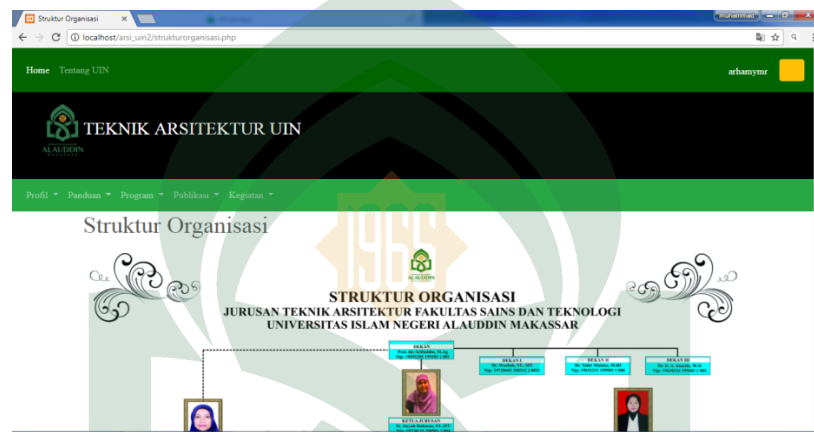 Struktur Organisasi
muhammad
localhost/arsi_uin2/strukturorganisasi.php
Home Tentang UIN
arhamymr
TEKNIK ARSITEKTUR UIN
ALAUDDIN
Profil Panduan Program Publikasi Kegiatan
Struktur Organisasi
1965
ALAUDDIN
STRUKTUR ORGANISASI
JURUSAN TEKNIK ARSITEKTUR FAKULTAS SAINS DAN TEKNOLOGI
UNIVERSITAS ISLAM NEGERI ALAUDDIN MAKASSAR
DEKAN
DEKAN I
DEKAN II
DEKAN III
KETUA JURUSAN